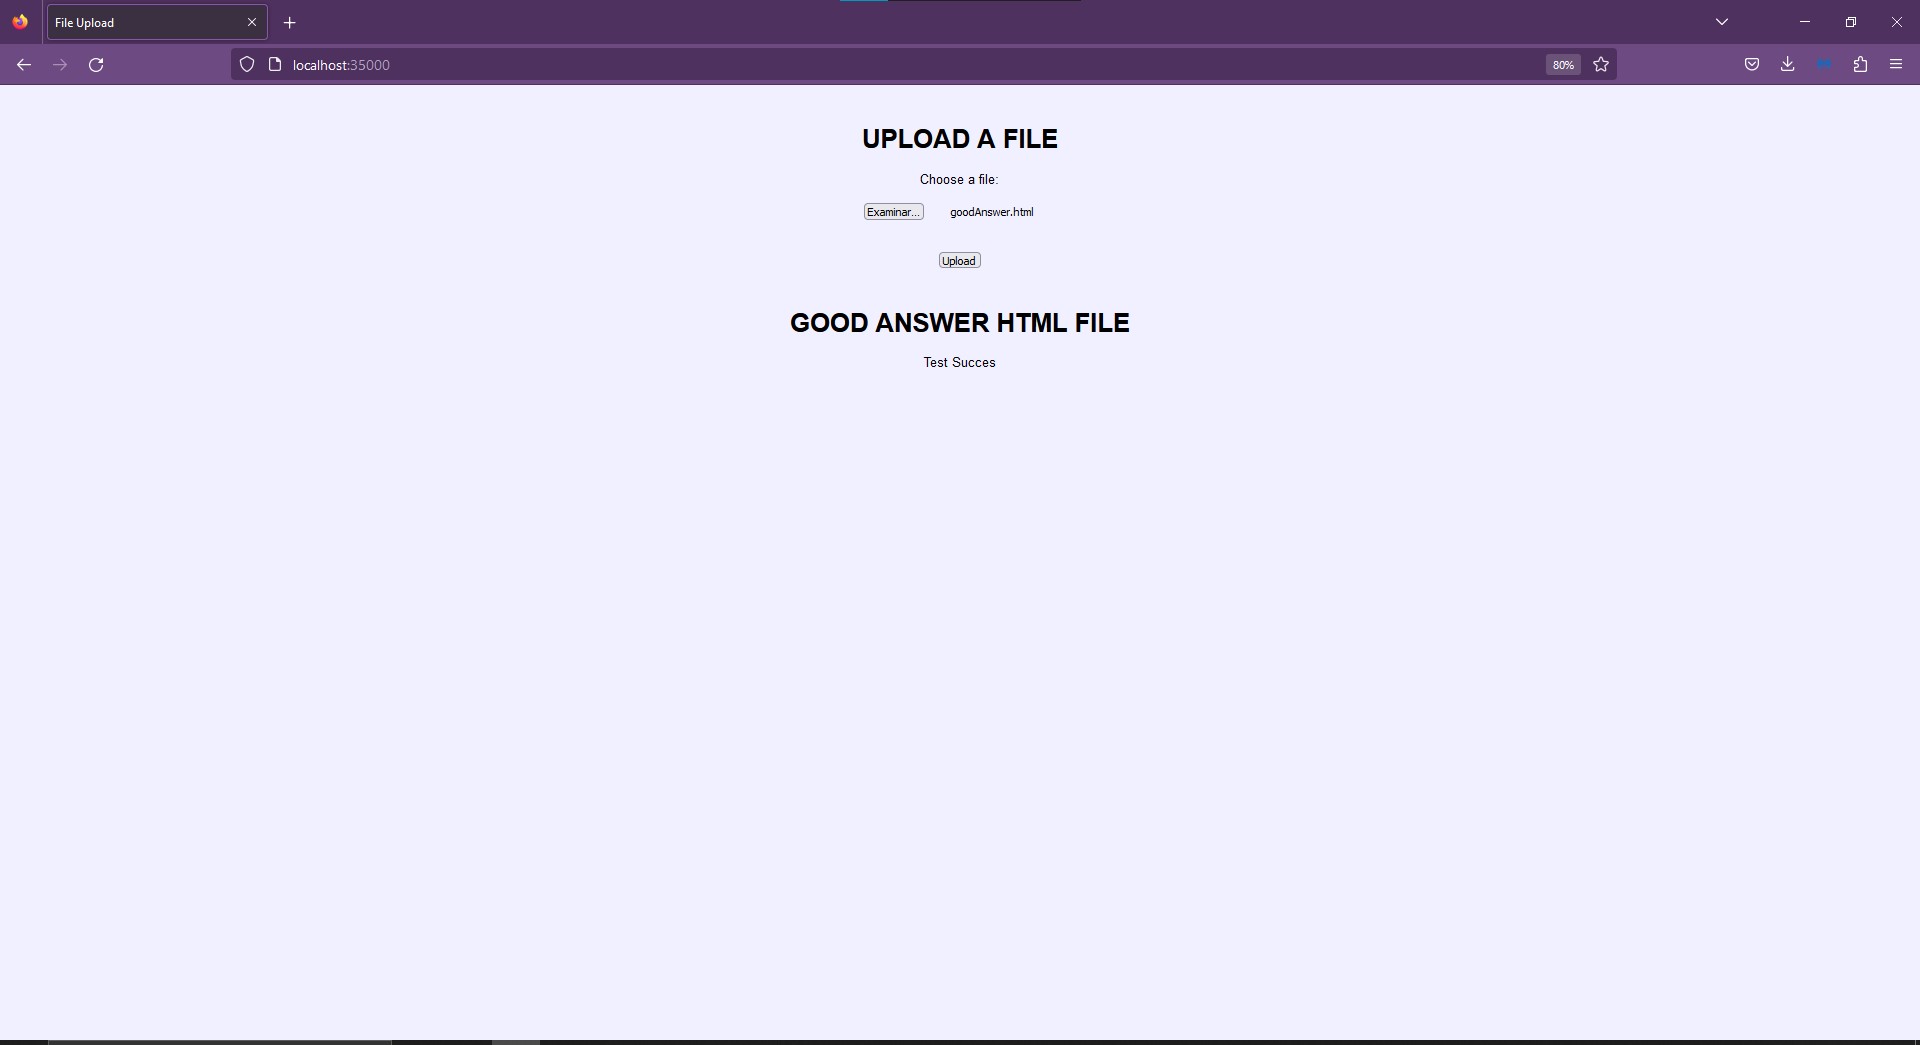 File Upload
localhost:35000
80%
UPLOAD A FILE
Choose a file:
Examinar... goodAnswer.html
Upload
GOOD ANSWER HTML FILE
Test Succes